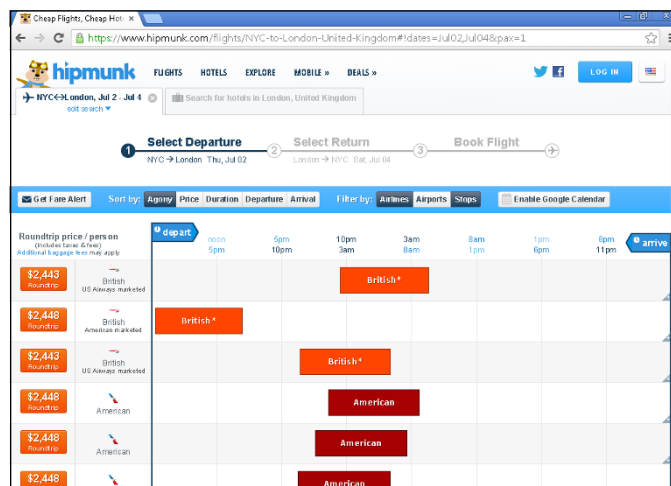 Cheap Flights, Cheap Hot
https://www.hipmunk.com/flights/NYC-to-London-United-Kingdom#!dates=Jul02,Jul04&pax=1
hipmunk FLIGHTS HOTELS EXPLORE MOBILE » DEALS » LOG IN
NYC↔London, Jul 2 - Jul 4 Search for hotels in London, United Kingdom
edit search ▼
1 Select Departure 2 Select Return 3 Book Flight
NYC → London Thu, Jul 02 London → NYC Sat, Jul 04
Get Fare Alert Sort by: Agony Price Duration Departure Arrival Filter by: Airlines Airports Stops Enable Google Calendar
Roundtrip price / person
(includes taxes & fees)
Additional baggage fees may apply
depart noon 5pm 10pm 3am 8am 1pm 6pm
5pm 10pm 3am 8am 1pm 6pm 11pm arrive
$2,443 Roundtrip British US Airways marketed British*
$2,448 Roundtrip British American marketed British*
$2,443 Roundtrip British US Airways marketed British*
$2,448 Roundtrip American American
$2,448 Roundtrip American American
$2,448 American